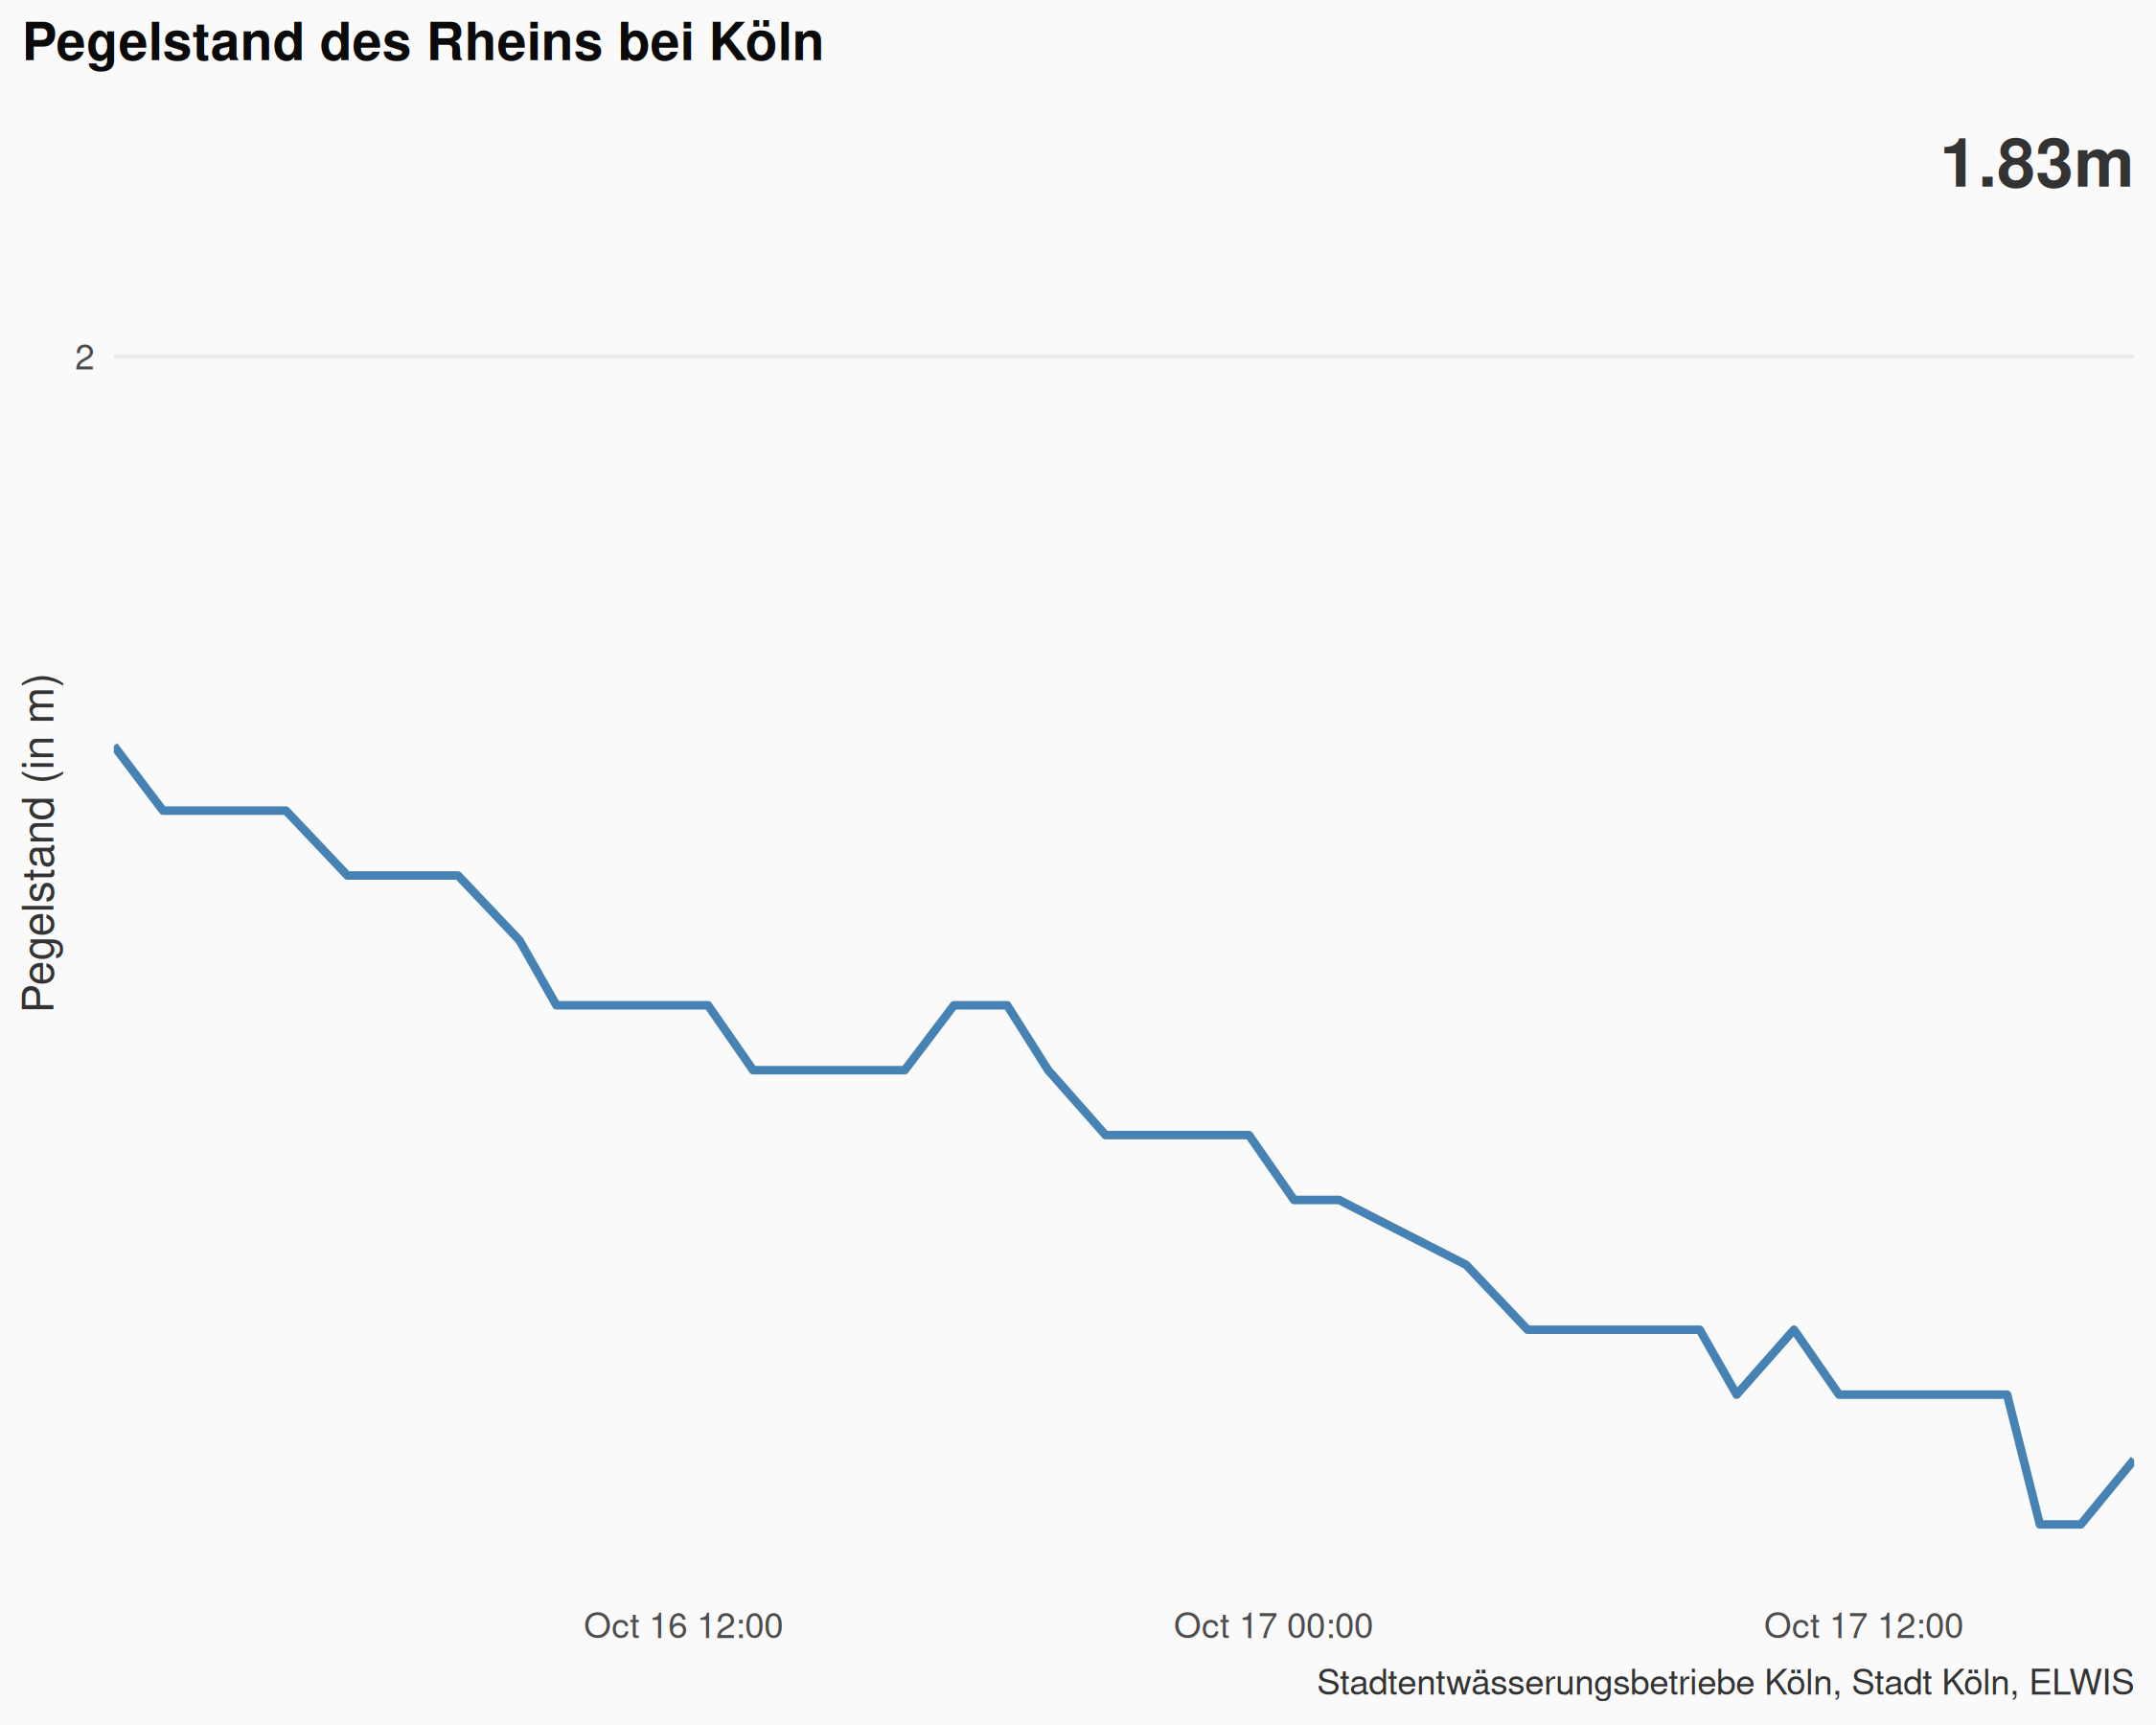 Pegelstand des Rheins bei Köln
1.83m
2
Pegelstand (in m)
Oct 16 12:00
Oct 17 00:00
Oct 17 12:00
Stadtentwässerungsbetriebe Köln, Stadt Köln, ELWIS